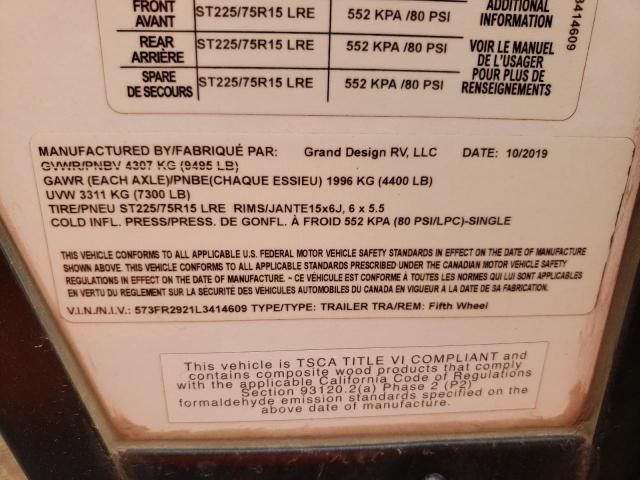 FRONT
AVANT
ST225/75R15 LRE
552 KPA /80 PSI
ADDITIONAL
INFORMATION
REAR
ARRIÈRE
ST225/75R15 LRE
552 KPA /80 PSI
SPARE
DE SECOURS
ST225/75R15 LRE
552 KPA /80 PSI
VOIR LE MANUEL
DE L'USAGER
POUR PLUS DE
RENSEIGNEMENTS
3414609
MANUFACTURED BY/FABRIQUÉ PAR: Grand Design RV, LLC DATE: 10/2019
GVWR/PNBV 4307 KG (9495 LB)
GAWR (EACH AXLE)/PNBE(CHAQUE ESSIEU) 1996 KG (4400 LB)
UVW 3311 KG (7300 LB)
TIRE/PNEU ST225/75R15 LRE RIMS/JANTE15x6J, 6 x 5.5
COLD INFL. PRESS/PRESS. DE GONFL. À FROID 552 KPA (80 PSI/LPC)-SINGLE
THIS VEHICLE CONFORMS TO ALL APPLICABLE U.S. FEDERAL MOTOR VEHICLE SAFETY STANDARDS IN EFFECT ON THE DATE OF MANUFACTURE
SHOWN ABOVE. THIS VEHICLE CONFORMS TO ALL APPLICABLE STANDARDS PRESCRIBED UNDER THE CANADIAN MOTOR VEHICLE SAFETY
REGULATIONS IN EFFECT ON THE DATE OF MANUFACTURE. ~ CE VÉHICULE EST CONFORME À TOUTES LES NORMES QUI LUI SONT APPLICABLES
EN VERTU DU RÈGLEMENT SUR LA SÉCURITÉ DES VÉHICULES AUTOMOBILES DU CANADA EN VIGUEUR À LA DATE DE SA FABRICATION.
V.I.N./N.I.V.: 573FR2921L3414609 TYPE/TYPE: TRAILER TRA/REM: Fifth Wheel
This vehicle is TSCA TITLE VI COMPLIANT and
contains composite wood products that comply
with the applicable California Code of Regulations
Section 93120.2(a) Phase 2 (P2)
formaldehyde emission standards specified on the
above date of manufacture.